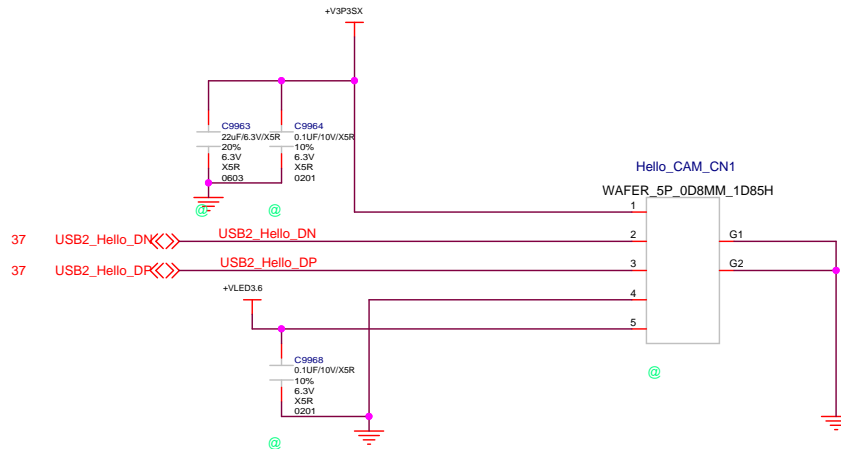 +V3P3SX
C9963
22uF/6.3V/X5R
20%
6.3V
X5R
0603
@
C9964
0.1UF/10V/X5R
10%
6.3V
X5R
0201
@
Hello_CAM_CN1
WAFER_5P_0D8MM_1D85H
1
37 USB2_Hello_DN USB2_Hello_DN 2 G1
37 USB2_Hello_DP USB2_Hello_DP 3 G2
+VLED3.6
4
5
@
C9968
0.1UF/10V/X5R
10%
6.3V
X5R
0201
@